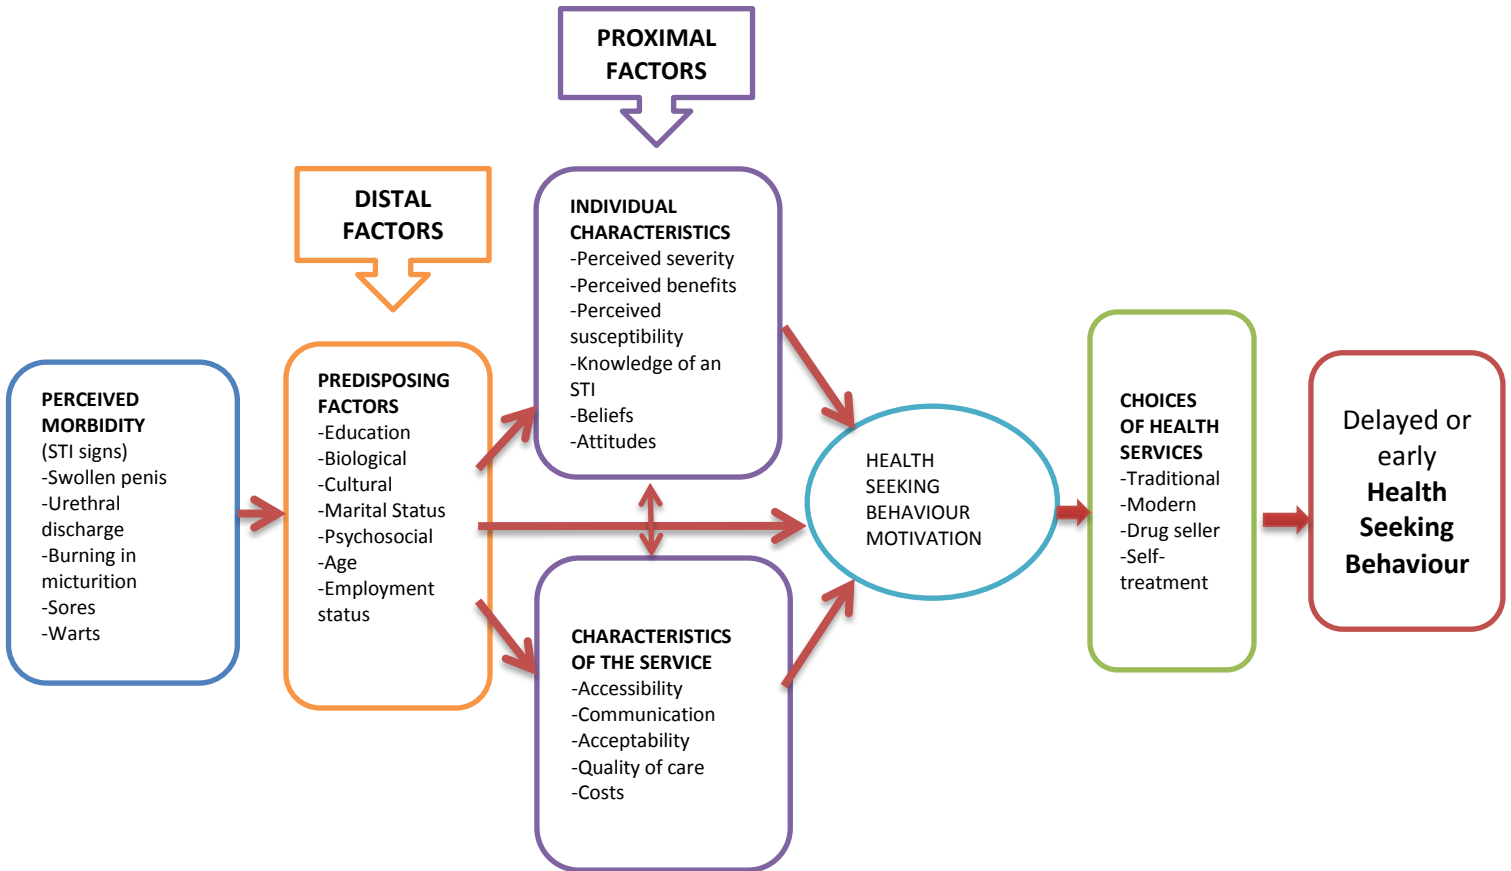 PROXIMAL
FACTORS
DISTAL
FACTORS
PERCEIVED
MORBIDITY
(STI signs)
-Swollen penis
-Urethral
discharge
-Burning in
micturition
-Sores
-Warts
PREDISPOSING
FACTORS
-Education
-Biological
-Cultural
-Marital Status
-Psychosocial
-Age
-Employment
status
INDIVIDUAL
CHARACTERISTICS
-Perceived severity
-Perceived benefits
-Perceived
susceptibility
-Knowledge of an
STI
-Beliefs
-Attitudes
CHARACTERISTICS
OF THE SERVICE
-Accessibility
-Communication
-Acceptability
-Quality of care
-Costs
HEALTH
SEEKING
BEHAVIOUR
MOTIVATION
CHOICES
OF HEALTH
SERVICES
-Traditional
-Modern
-Drug seller
-Self-
treatment
Delayed or
early
Health
Seeking
Behaviour